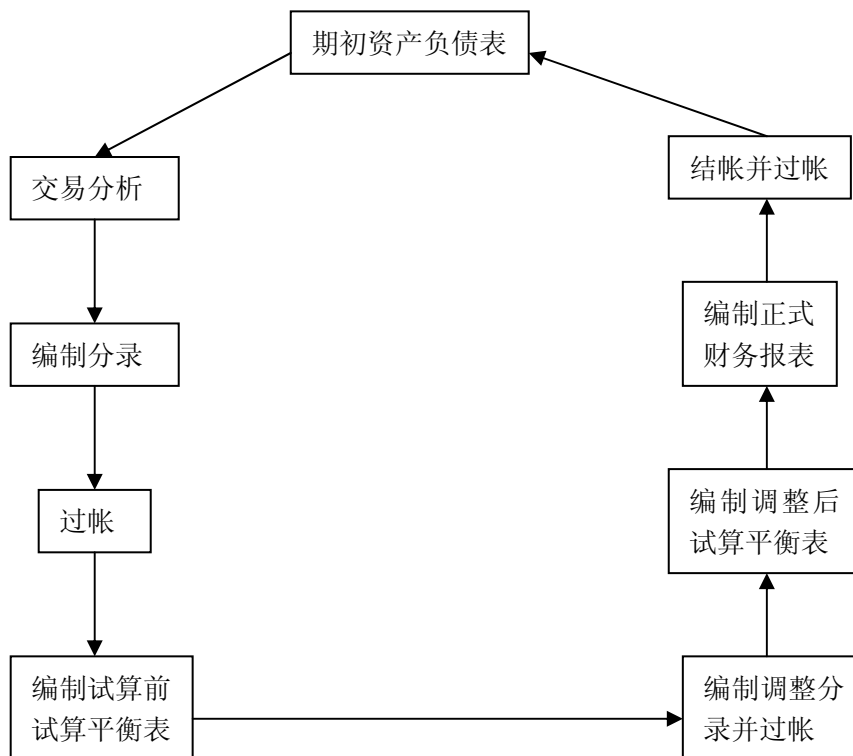 期初资产负债表
交易分析
编制分录
过帐
编制试算前
试算平衡表
编制调整分
录并过帐
编制调整后
试算平衡表
编制正式
财务报表
结帐并过帐